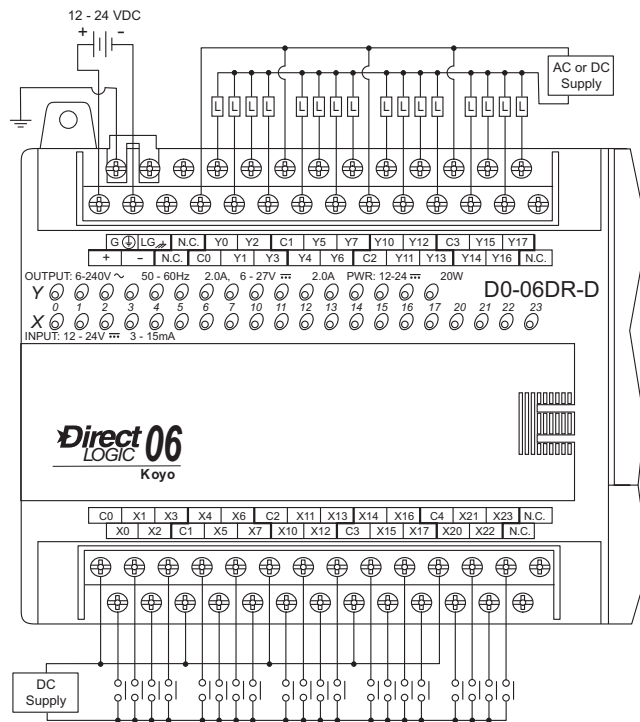 12 - 24 VDC
+ -
AC or DC
Supply
L L L L L L L L L L L L L L L L
G LG N.C. Y0 Y2 C1 Y5 Y7 Y10 Y12 C3 Y15 Y17
+ - N.C. C0 Y1 Y3 Y4 Y6 C2 Y11 Y13 Y14 Y16 N.C.
OUTPUT: 6-240V ~ 50 - 60Hz 2.0A, 6 - 27V ⎓ 2.0A PWR: 12-24 ⎓ 20W
Y D0-06DR-D
0 1 2 3 4 5 6 7 10 11 12 13 14 15 16 17 20 21 22 23
X
INPUT: 12 - 24V ⎓ 3 - 15mA
Direct
LOGIC 06
Koyo
C0 X1 X3 X4 X6 C2 X11 X13 X14 X16 C4 X21 X23 N.C.
X0 X2 C1 X5 X7 X10 X12 C3 X15 X17 X20 X22 N.C.
DC
Supply